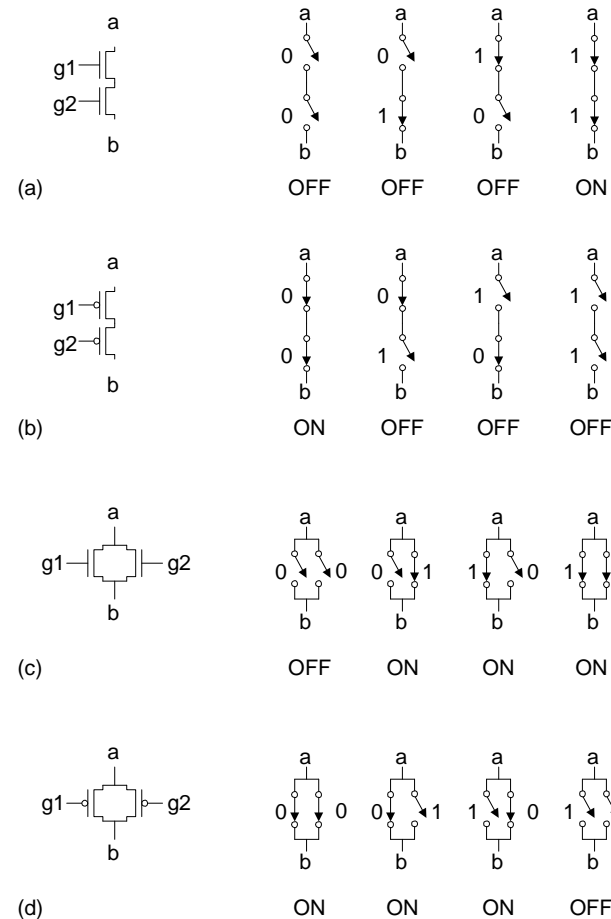 a a a a a
g1 0 0 1 1
g2 0 1 0 1
b b b b b
(a) OFF OFF OFF ON
a a a a a
g1 0 0 1 1
g2 0 1 0 1
b b b b b
(b) ON OFF OFF OFF
a a a a a
g1 g2 0 0 0 1 1 0 1
b b b b b
(c) OFF ON ON ON
a a a a a
g1 g2 0 0 0 1 1 0 1
b b b b b
(d) ON ON ON OFF